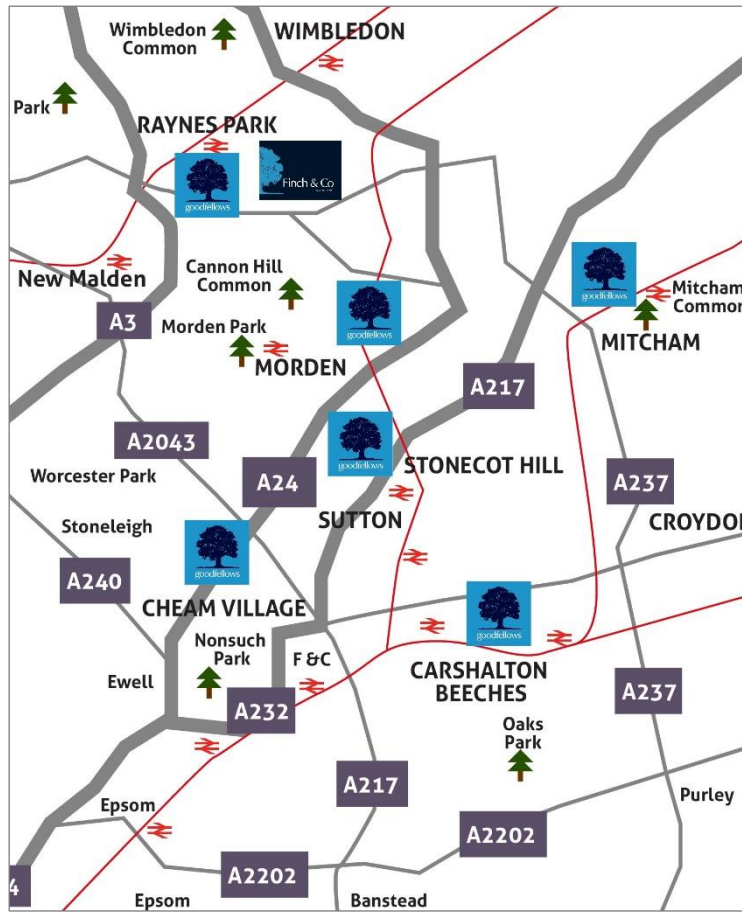 Wimbledon
Common
WIMBLEDON
Park
RAYNES PARK
goodfellows
Finch & Co
New Malden
Cannon Hill
Common
goodfellows
Mitcham
Common
MITCHAM
A3
Morden Park
MORDEN
goodfellows
A217
A2043
goodfellows
STONECOT HILL
Worcester Park
A24
A237
SUTTON
CROYDON
Stoneleigh
goodfellows
A240
CHEAM VILLAGE
goodfellows
Nonsuch
Park
F & C
Ewell
CARSHALTON
BEECHES
A232
A237
Oaks
Park
A217
Purley
Epsom
A2202
A2202
4
Epsom
Banstead